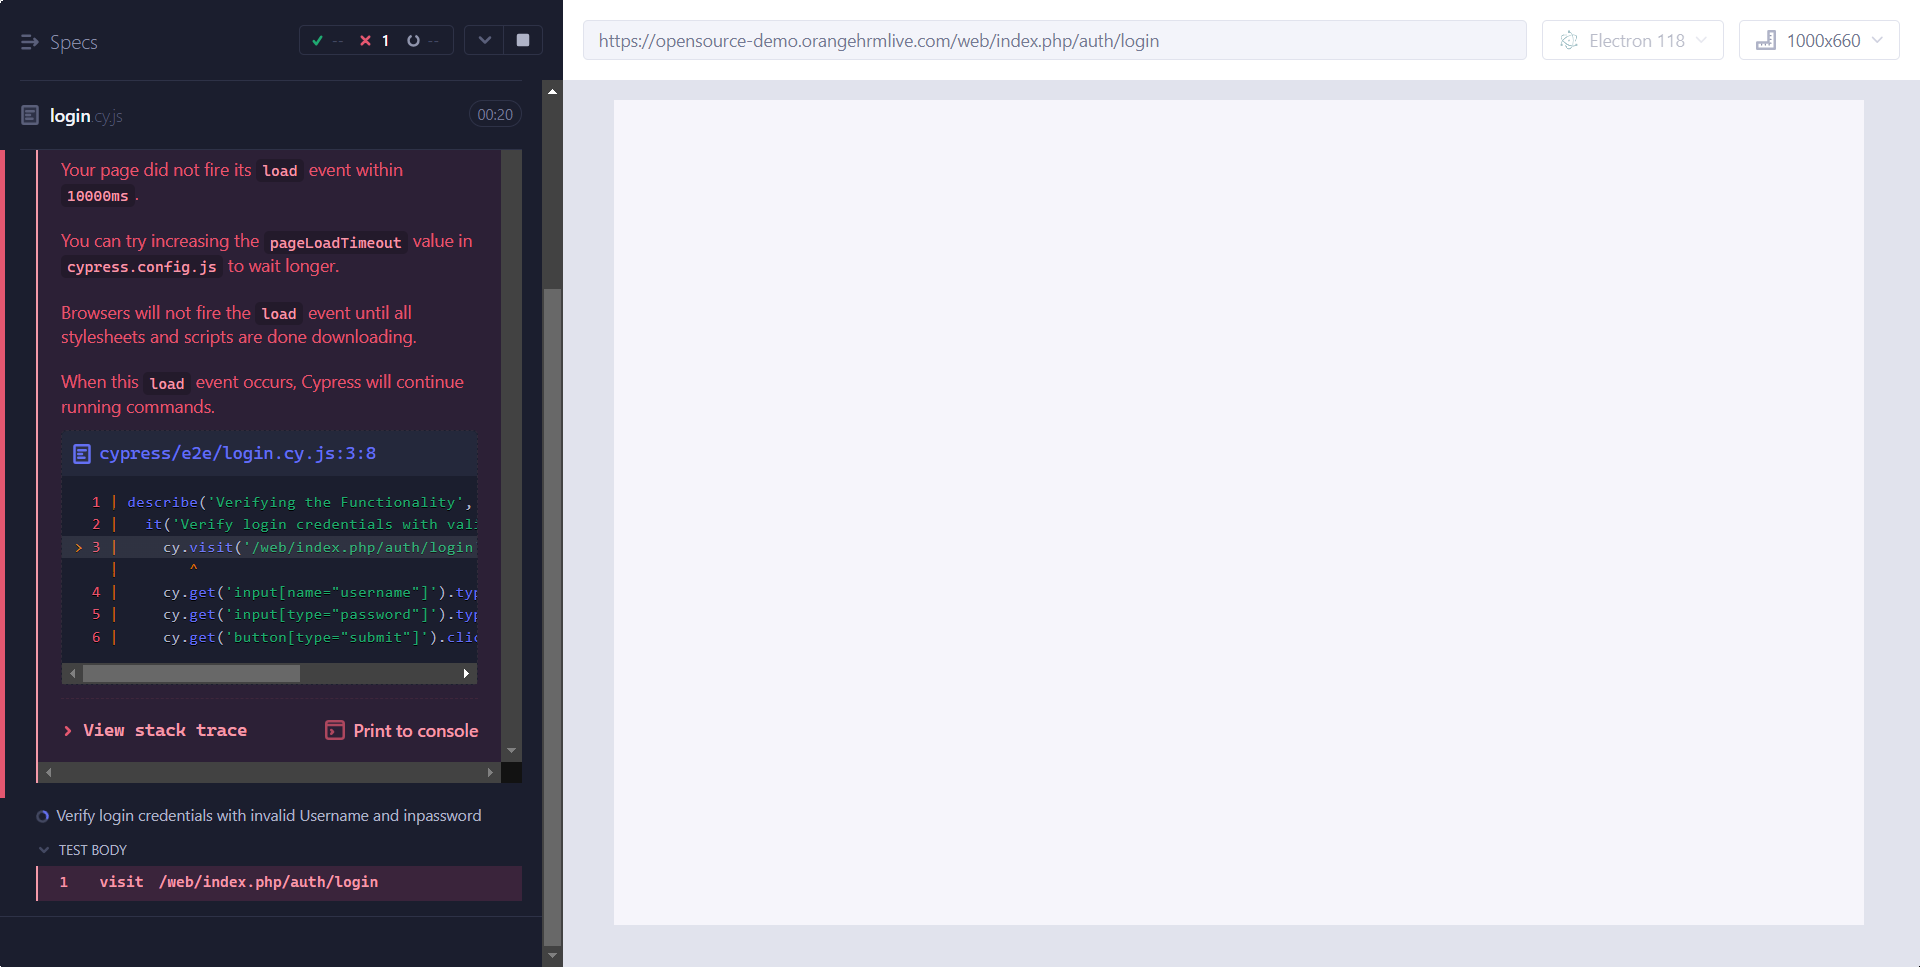 Specs
-- 1 --
login.cy.js
00:20
Your page did not fire its load event within
10000ms.
You can try increasing the pageLoadTimeout value in
cypress.config.js to wait longer.
Browsers will not fire the load event until all
stylesheets and scripts are done downloading.
When this load event occurs, Cypress will continue
running commands.
cypress/e2e/login.cy.js:3:8
1 | describe('Verifying the Functionality',
2 | it('Verify login credentials with vali
> 3 | cy.visit('/web/index.php/auth/login
| ^
4 | cy.get('input[name="username"]').typ
5 | cy.get('input[type="password"]').typ
6 | cy.get('button[type="submit"]').clic
> View stack trace
Print to console
Verify login credentials with invalid Username and inpassword
TEST BODY
1 visit /web/index.php/auth/login
https://opensource-demo.orangehrmlive.com/web/index.php/auth/login
Electron 118
1000x660